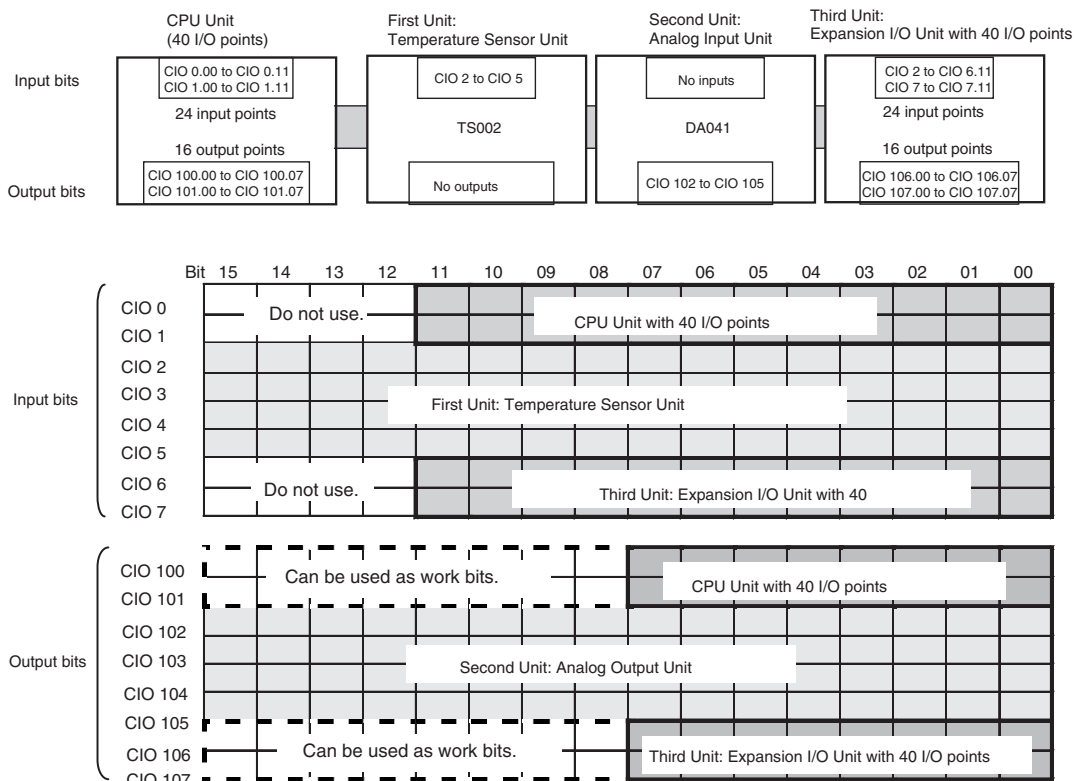 CPU Unit
(40 I/O points)
First Unit:
Temperature Sensor Unit
Second Unit:
Analog Input Unit
Third Unit:
Expansion I/O Unit with 40 I/O points
Input bits
CIO 0.00 to CIO 0.11
CIO 1.00 to CIO 1.11
CIO 2 to CIO 5
No inputs
CIO 2 to CIO 6.11
CIO 7 to CIO 7.11
24 input points
TS002
DA041
24 input points
16 output points
16 output points
Output bits
CIO 100.00 to CIO 100.07
CIO 101.00 to CIO 101.07
No outputs
CIO 102 to CIO 105
CIO 106.00 to CIO 106.07
CIO 107.00 to CIO 107.07
Bit 15 14 13 12 11 10 09 08 07 06 05 04 03 02 01 00
Input bits
CIO 0
CIO 1
Do not use.
CPU Unit with 40 I/O points
CIO 2
CIO 3
CIO 4
CIO 5
First Unit: Temperature Sensor Unit
CIO 6
CIO 7
Do not use.
Third Unit: Expansion I/O Unit with 40
Output bits
CIO 100
CIO 101
Can be used as work bits.
CPU Unit with 40 I/O points
CIO 102
CIO 103
CIO 104
CIO 105
Second Unit: Analog Output Unit
CIO 106
CIO 107
Can be used as work bits.
Third Unit: Expansion I/O Unit with 40 I/O points